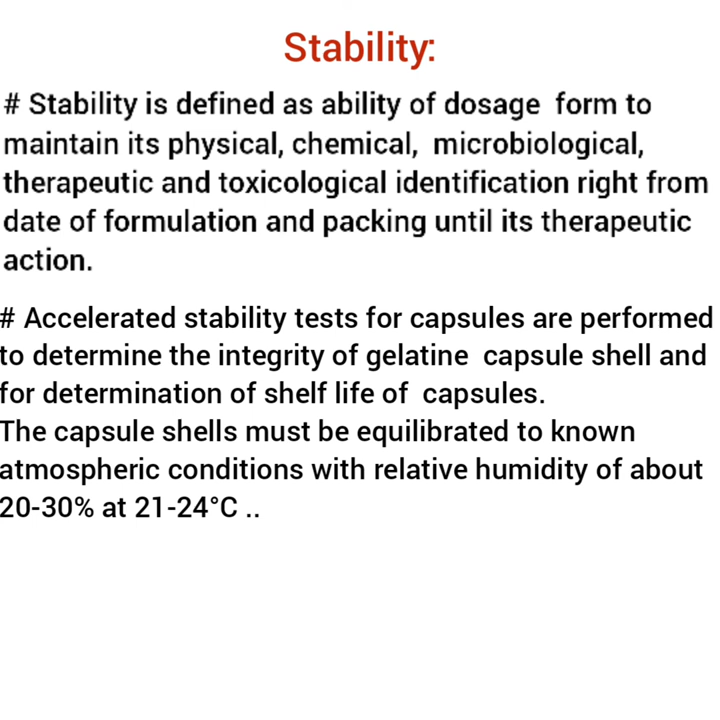 Stability:
# Stability is defined as ability of dosage form to
maintain its physical, chemical, microbiological,
therapeutic and toxicological identification right from
date of formulation and packing until its therapeutic
action.
# Accelerated stability tests for capsules are performed
to determine the integrity of gelatine capsule shell and
for determination of shelf life of capsules.
The capsule shells must be equilibrated to known
atmospheric conditions with relative humidity of about
20-30% at 21-24°C ..